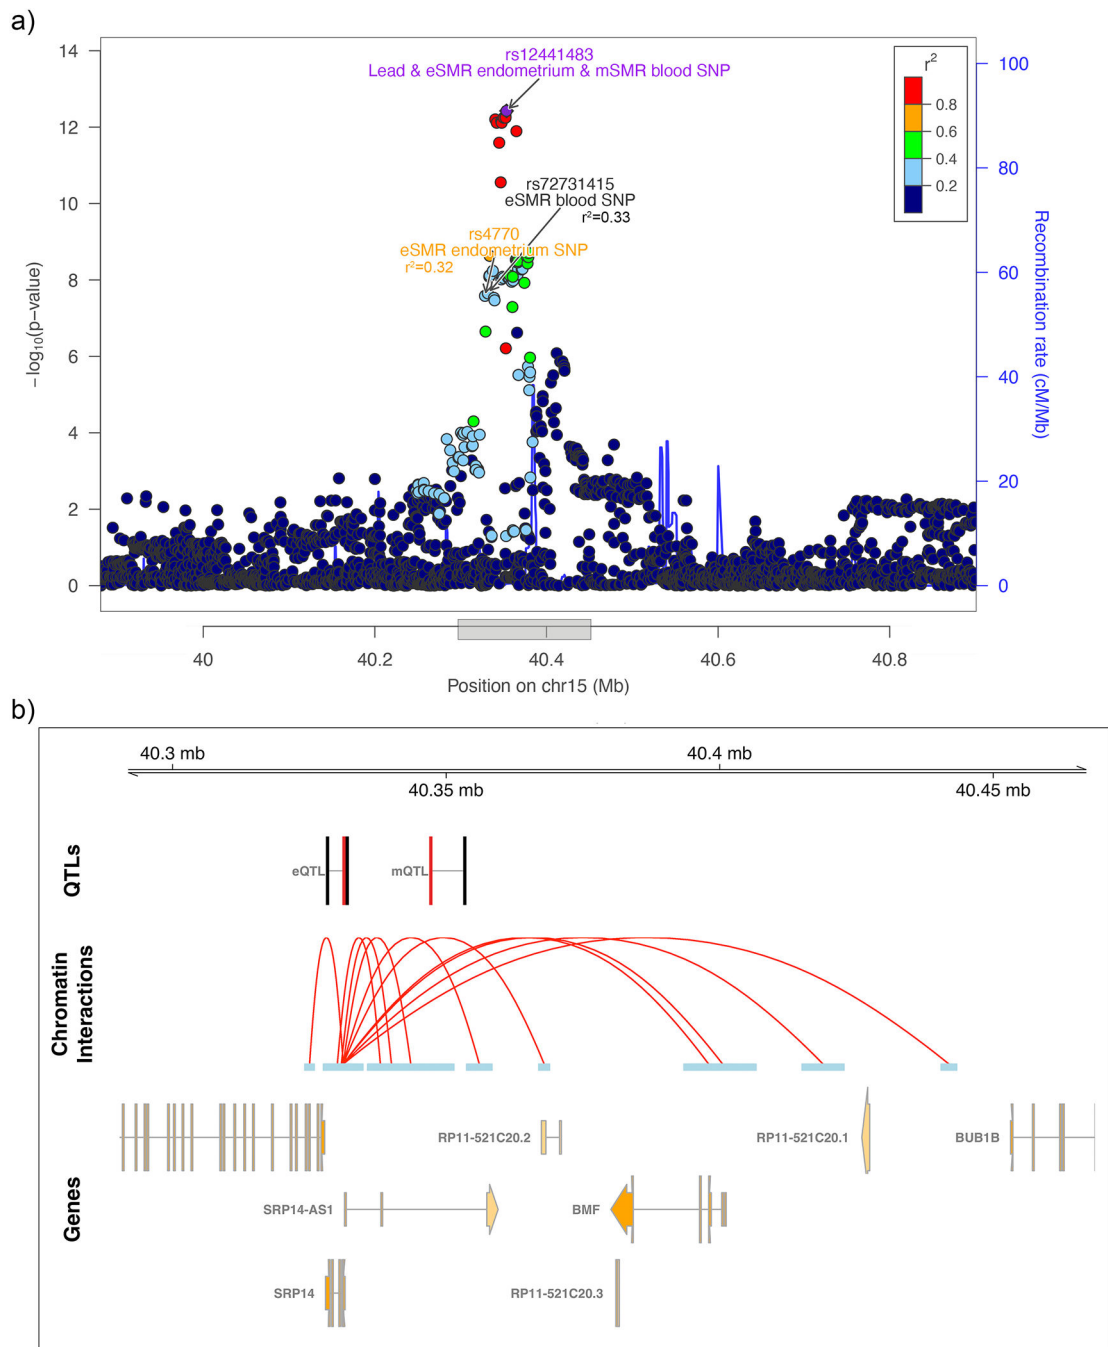 a)
14
12
10
8
6
4
2
0
−log10(p−value)
rs12441483
Lead & eSMR endometrium & mSMR blood SNP
rs72731415
eSMR blood SNP
r²=0.33
rs4770
eSMR endometrium SNP
r²=0.32
r²
0.8
0.6
0.4
0.2
100
80
60
40
20
0
Recombination rate (cM/Mb)
40 40.2 40.4 40.6 40.8
Position on chr15 (Mb)
b)
40.3 mb 40.4 mb
40.35 mb 40.45 mb
QTLs
eQTL mQTL
Chromatin
Interactions
Genes
RP11-521C20.2 RP11-521C20.1 BUB1B
SRP14-AS1 BMF
SRP14 RP11-521C20.3